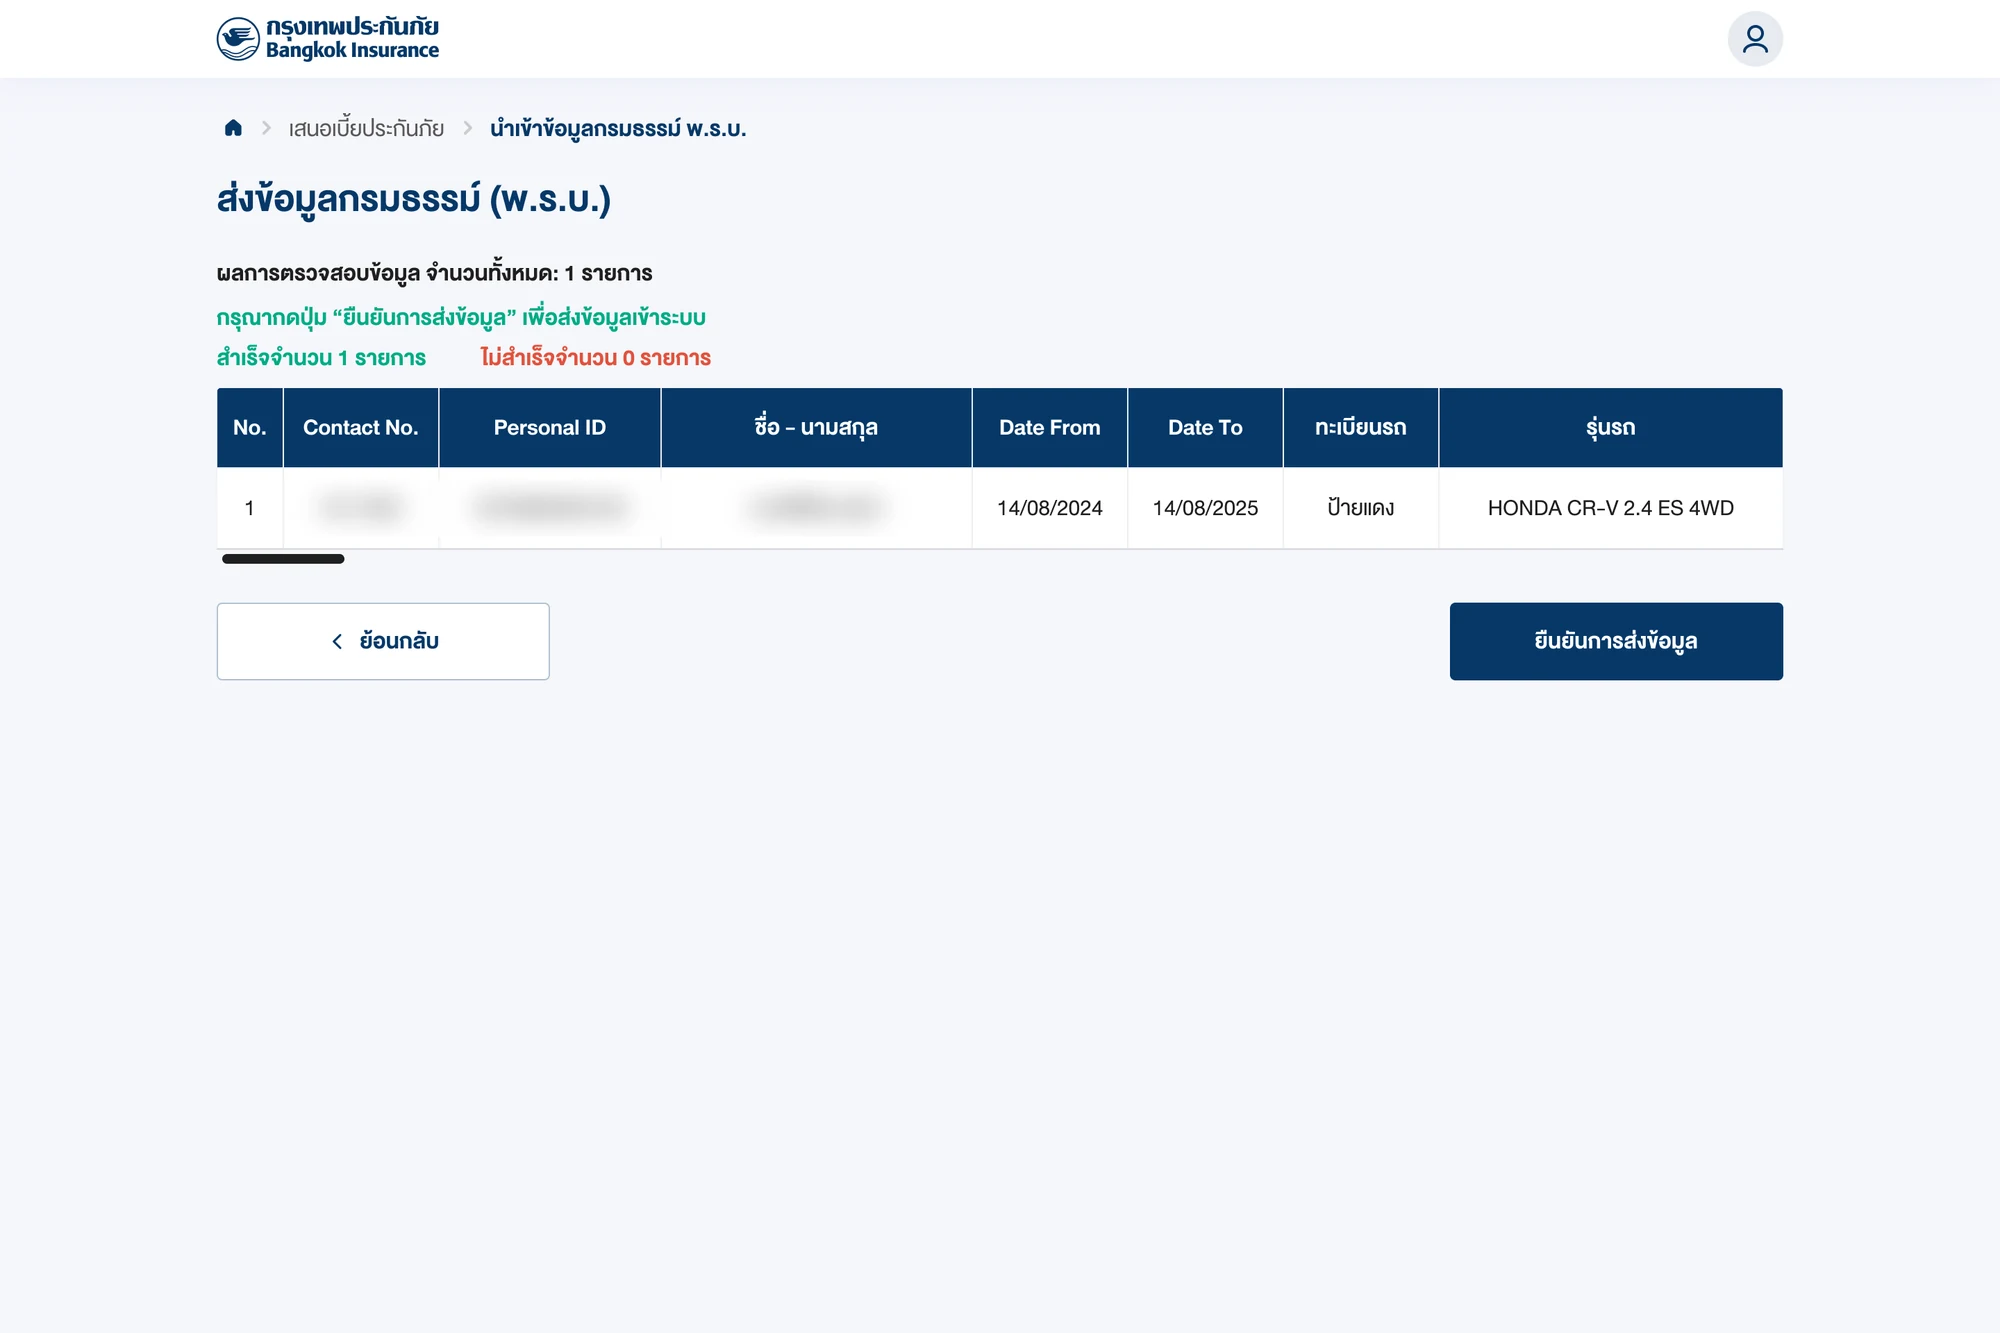 กรุงเทพประกันภัย
Bangkok Insurance
เสนอเบี้ยประกันภัย
นำเข้าข้อมูลกรมธรรม์ พ.ร.บ.
ส่งข้อมูลกรมธรรม์ (พ.ร.บ.)
ผลการตรวจสอบข้อมูล จำนวนทั้งหมด: 1 รายการ
กรุณากดปุ่ม “ยืนยันการส่งข้อมูล” เพื่อส่งข้อมูลเข้าระบบ
สำเร็จจำนวน 1 รายการ ไม่สำเร็จจำนวน 0 รายการ
No. Contact No. Personal ID ชื่อ - นามสกุล Date From Date To ทะเบียนรถ รุ่นรถ
1 14/08/2024 14/08/2025 ป้ายแดง HONDA CR-V 2.4 ES 4WD
ย้อนกลับ
ยืนยันการส่งข้อมูล